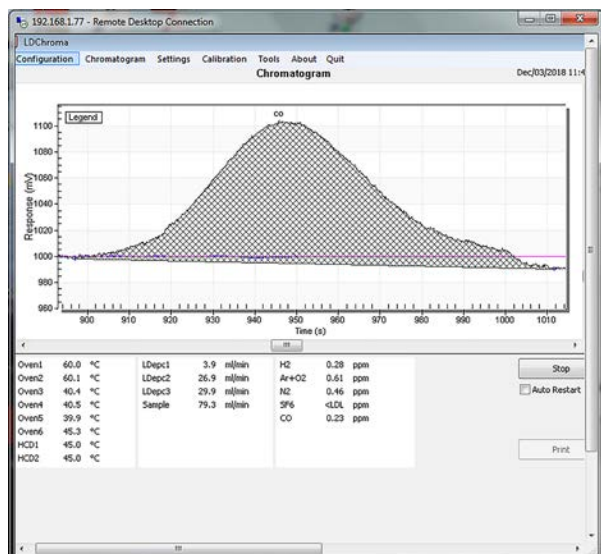 192.168.1.77 - Remote Desktop Connection
LDChroma
Configuration Chromatogram Settings Calibration Tools About Quit
Chromatogram Dec/03/2018 11:4
Legend
co
1100
1080
1060
1040
1020
1000
980
960
Response (mV)
900 910 920 930 940 950 960 970 980 990 1000 1010
Time (s)
Oven1 60.0 °C LDepc1 3.9 ml/min H2 0.28 ppm Stop
Oven2 60.1 °C LDepc2 26.9 ml/min Ar+O2 0.61 ppm
Oven3 40.4 °C LDepc3 29.9 ml/min N2 0.46 ppm Auto Restart
Oven4 40.5 °C Sample 79.3 ml/min SF6 <LDL ppm
Oven5 39.9 °C CO 0.23 ppm
Oven6 45.3 °C
HCD1 45.0 °C Print
HCD2 45.0 °C